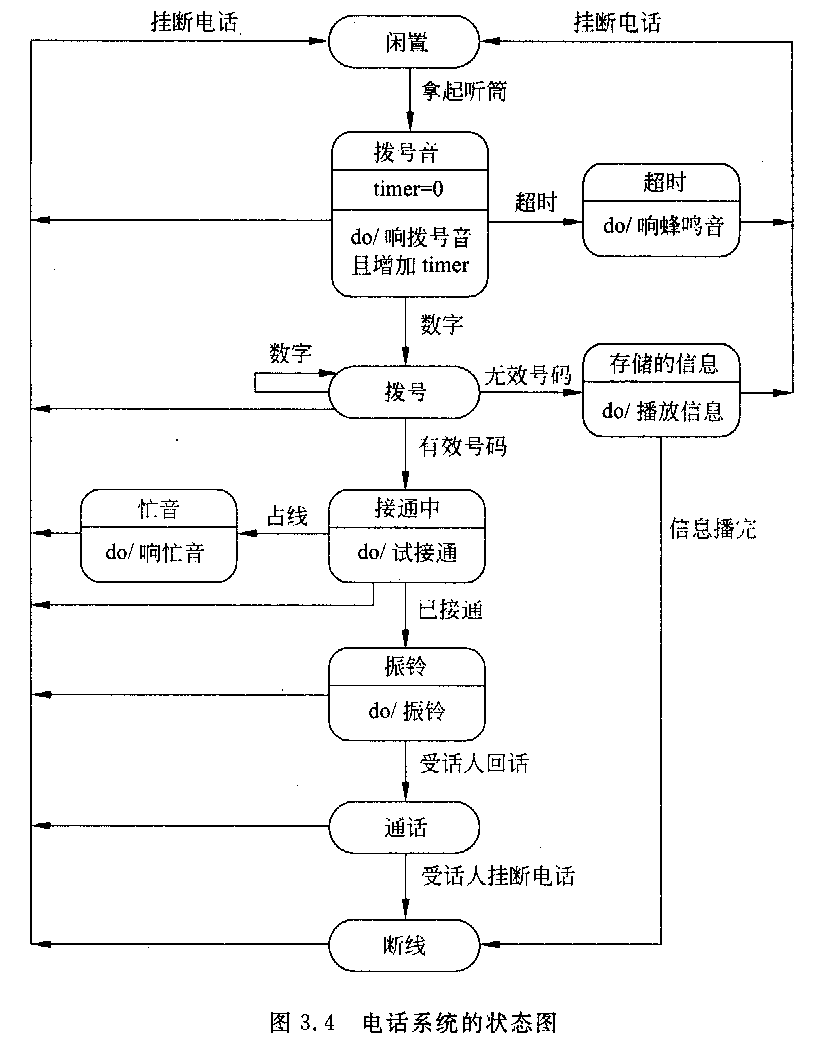 挂断电话
挂断电话
闲置
拿起听筒
拨号音
timer=0
do/响拨号音
且增加 timer
超时
超时
do/响蜂鸣音
数字
数字
拨号
无效号码
存储的信息
do/播放信息
有效号码
忙音
do/响忙音
占线
接通中
do/试接通
信息播完
已接通
振铃
do/振铃
受话人回话
通话
受话人挂断电话
断线
图 3.4 电话系统的状态图